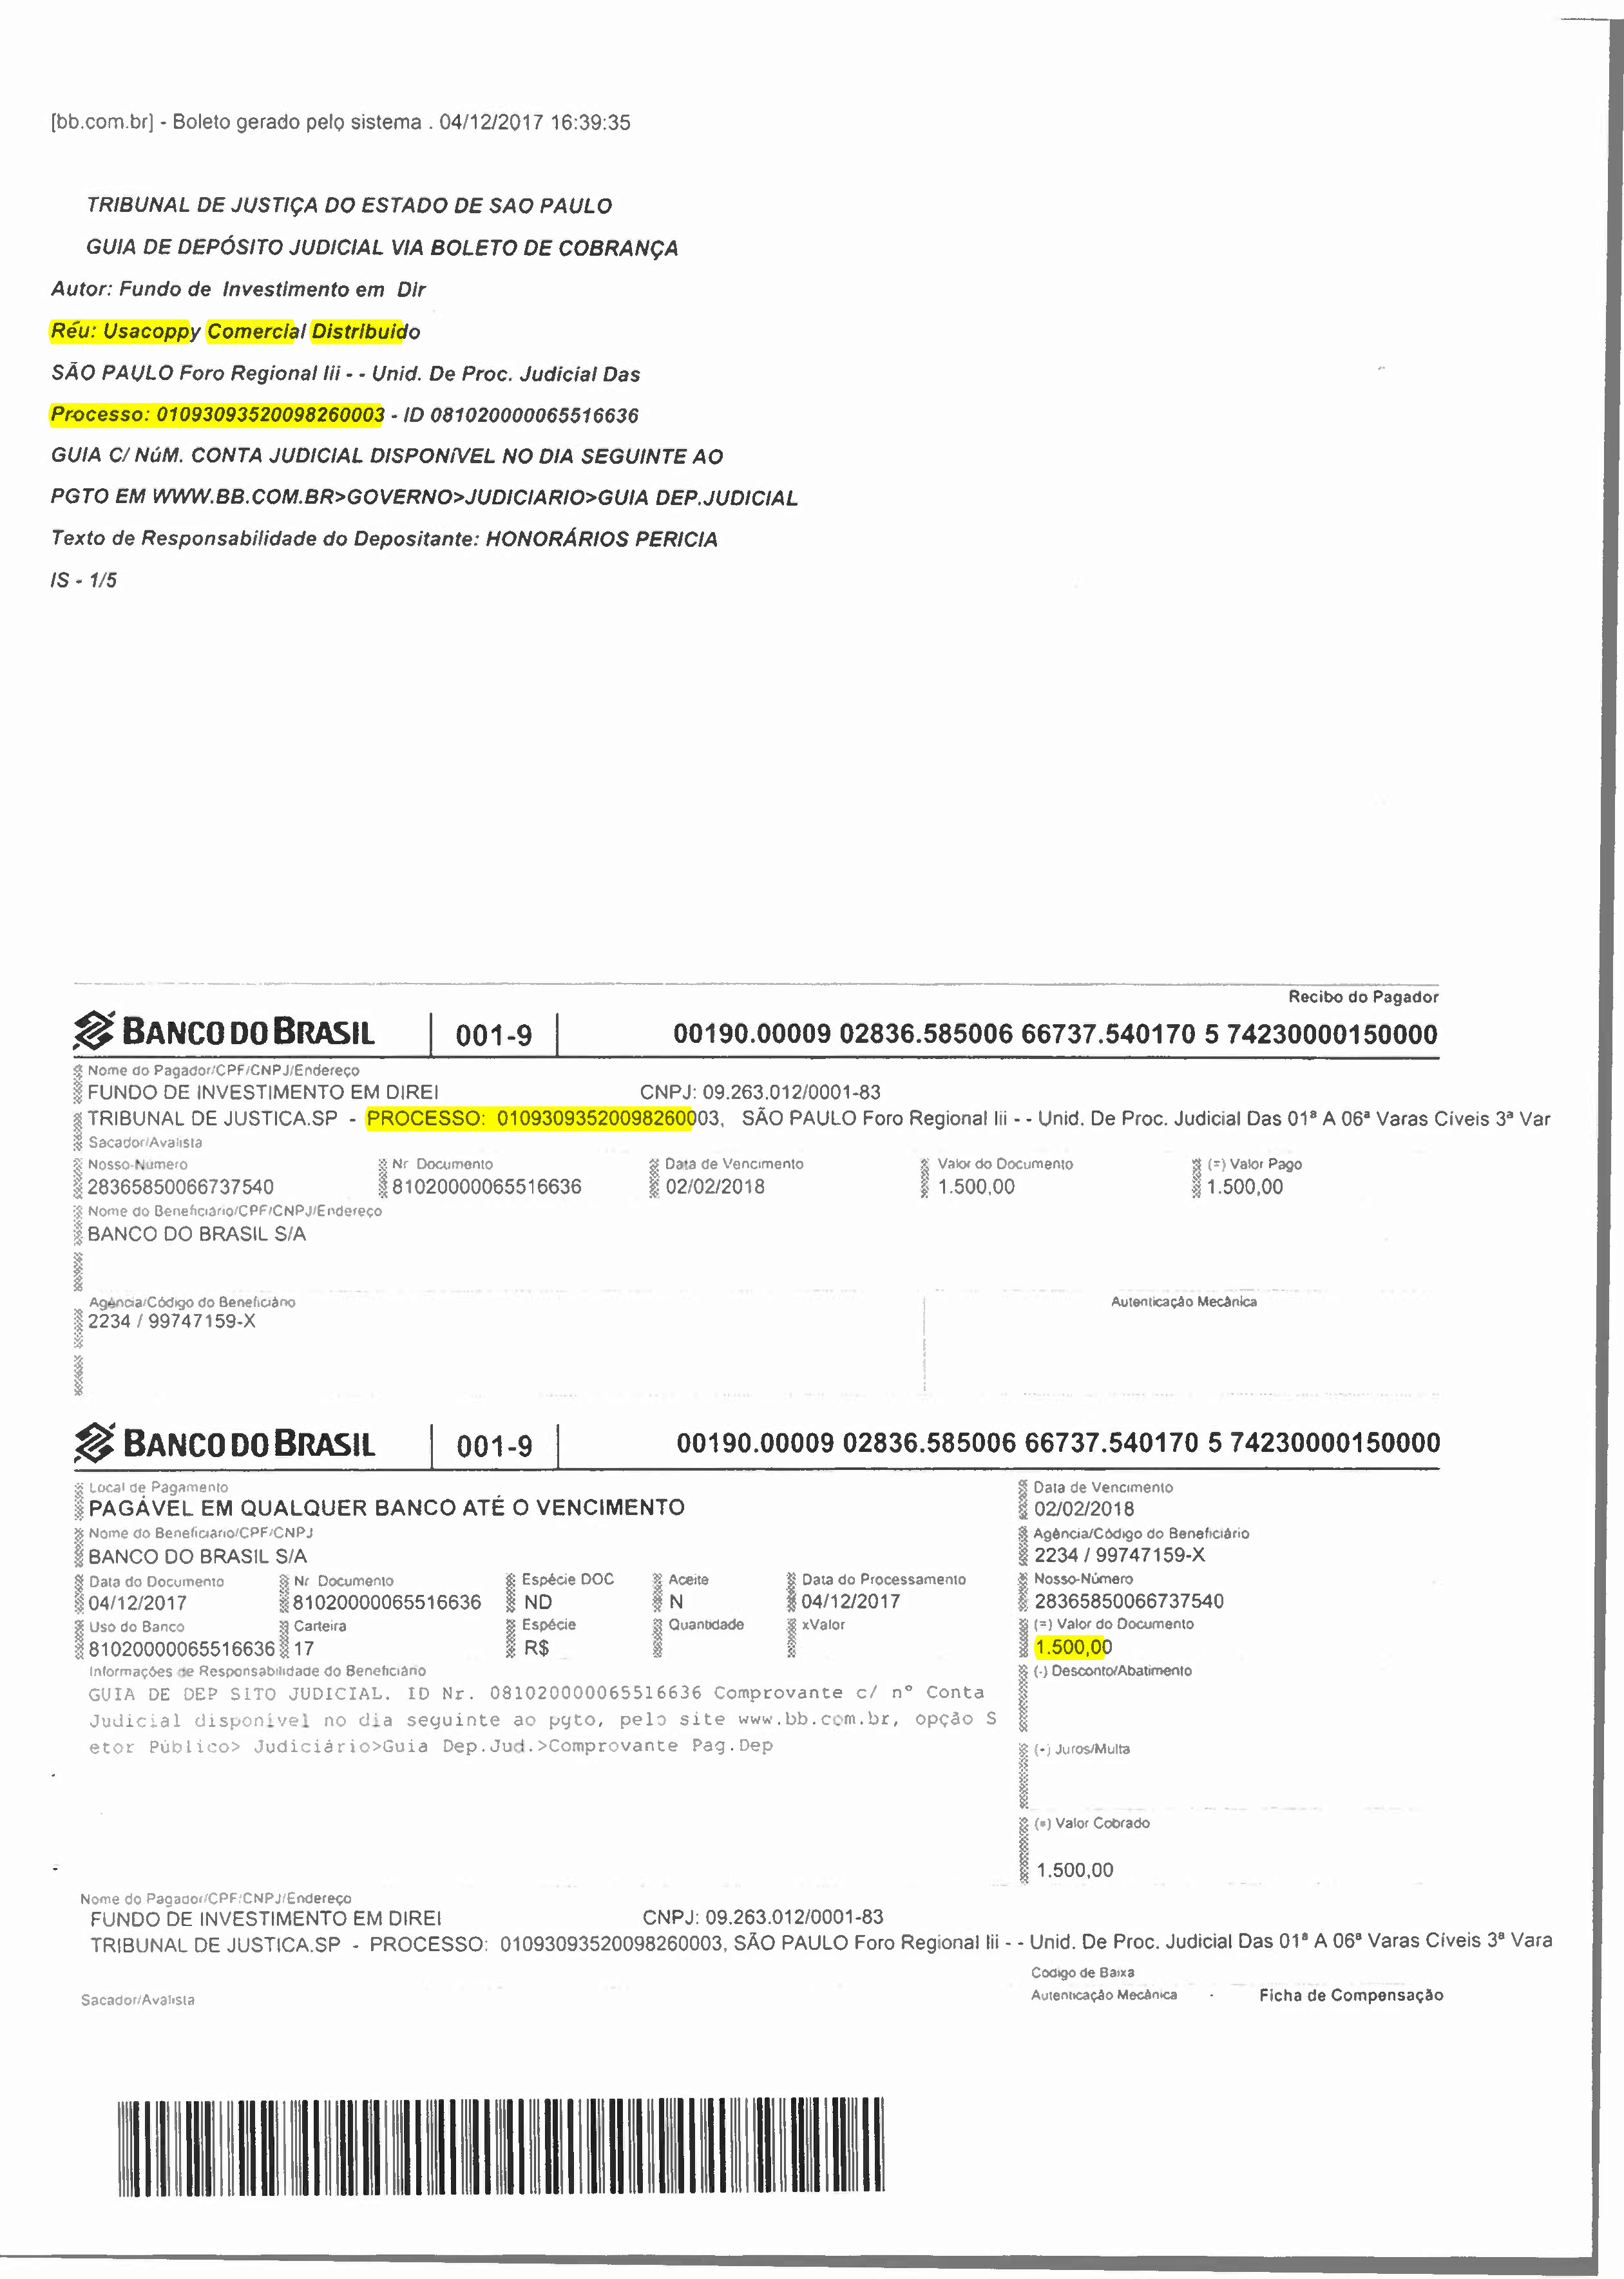 [bb.com.br] - Boleto gerado pelo sistema . 04/12/2017 16:39:35
TRIBUNAL DE JUSTIÇA DO ESTADO DE SAO PAULO
GUIA DE DEPÓSITO JUDICIAL VIA BOLETO DE COBRANÇA
Autor: Fundo de Investimento em Dir
Réu: Usacoppy Comercial Distribuido
SÃO PAULO Foro Regional Iii - - Unid. De Proc. Judicial Das
Processo: 01093093520098260003 - ID 081020000065516636
GUIA C/ NúM. CONTA JUDICIAL DISPONÍVEL NO DIA SEGUINTE AO
PGTO EM WWW.BB.COM.BR>GOVERNO>JUDICIARIO>GUIA DEP.JUDICIAL
Texto de Responsabilidade do Depositante: HONORÁRIOS PERICIA
IS - 1/5
Recibo do Pagador
BANCO DO BRASIL 001-9 00190.00009 02836.585006 66737.540170 5 74230000150000
Nome do Pagador/CPF/CNPJ/Endereço
FUNDO DE INVESTIMENTO EM DIREI CNPJ: 09.263.012/0001-83
TRIBUNAL DE JUSTICA.SP - PROCESSO: 01093093520098260003, SÃO PAULO Foro Regional Iii - - Unid. De Proc. Judicial Das 01ª A 06ª Varas Cíveis 3ª Var
Sacador/Avalista
Nosso-Número Nr Documento Data de Vencimento Valor do Documento (=) Valor Pago
28365850066737540 81020000065516636 02/02/2018 1.500,00 1.500,00
Nome do Beneficiário/CPF/CNPJ/Endereço
BANCO DO BRASIL S/A
Agência/Código do Beneficiário Autenticação Mecânica
2234 / 99747159-X
BANCO DO BRASIL 001-9 00190.00009 02836.585006 66737.540170 5 74230000150000
Local de Pagamento Data de Vencimento
PAGÁVEL EM QUALQUER BANCO ATÉ O VENCIMENTO 02/02/2018
Nome do Beneficiário/CPF/CNPJ Agência/Código do Beneficiário
BANCO DO BRASIL S/A 2234 / 99747159-X
Data do Documento Nr Documento Espécie DOC Aceite Data do Processamento Nosso-Número
04/12/2017 81020000065516636 ND N 04/12/2017 28365850066737540
Uso do Banco Carteira Espécie Quantidade xValor (=) Valor do Documento
81020000065516636 17 R$ 1.500,00
Informações de Responsabilidade do Beneficiário (-) Desconto/Abatimento
GUIA DE DEP SITO JUDICIAL. ID Nr. 081020000065516636 Comprovante c/ nº Conta
Judicial disponível no dia seguinte ao pgto, pelo site www.bb.com.br, opção S
etor Público> Judiciário>Guia Dep.Jud.>Comprovante Pag.Dep
(+) Juros/Multa
(=) Valor Cobrado
1.500,00
Nome do Pagador/CPF/CNPJ/Endereço
FUNDO DE INVESTIMENTO EM DIREI CNPJ: 09.263.012/0001-83
TRIBUNAL DE JUSTICA.SP - PROCESSO: 01093093520098260003, SÃO PAULO Foro Regional Iii - - Unid. De Proc. Judicial Das 01ª A 06ª Varas Cíveis 3ª Vara
Código de Baixa
Sacador/Avalista Autenticação Mecânica - Ficha de Compensação